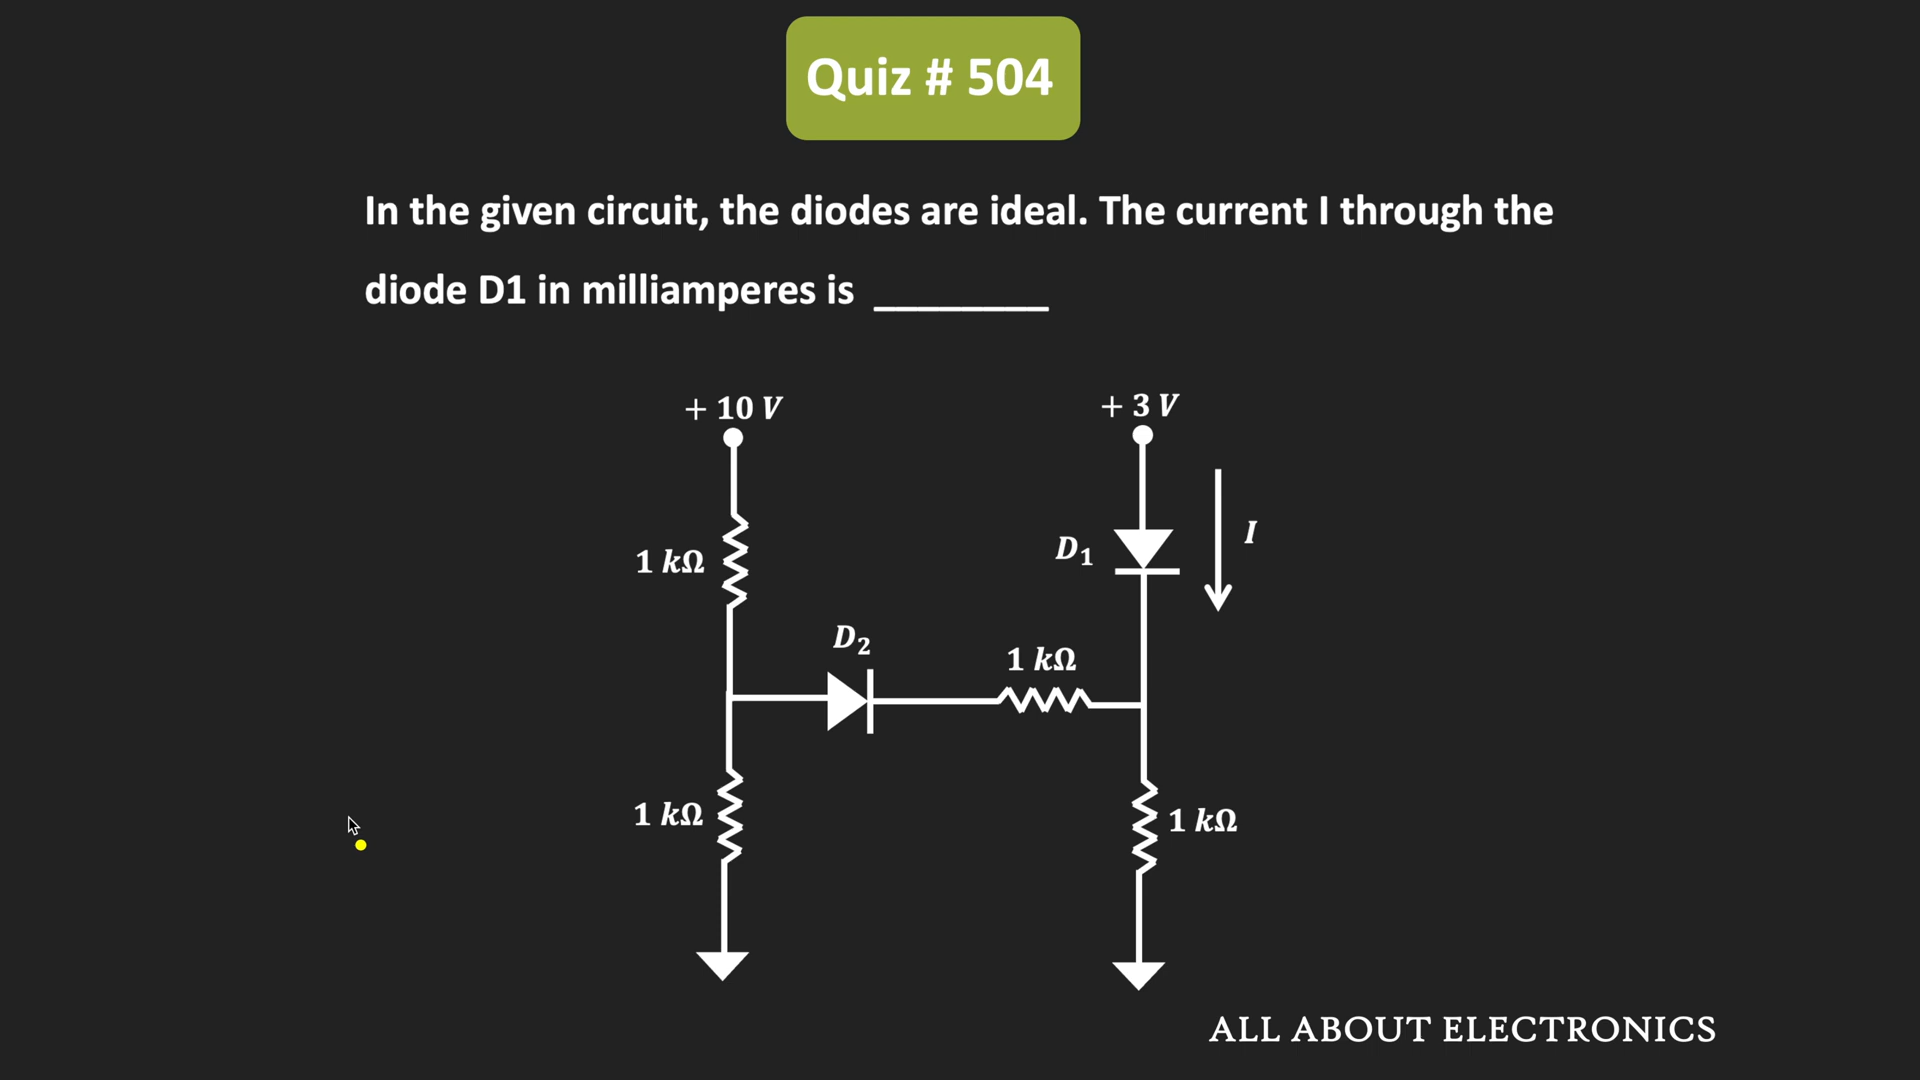 Quiz # 504
In the given circuit, the diodes are ideal. The current I through the
diode D1 in milliamperes is ________
+ 10 V
+ 3 V
1 kΩ
D₁
I
D₂
1 kΩ
1 kΩ
1 kΩ
ALL ABOUT ELECTRONICS